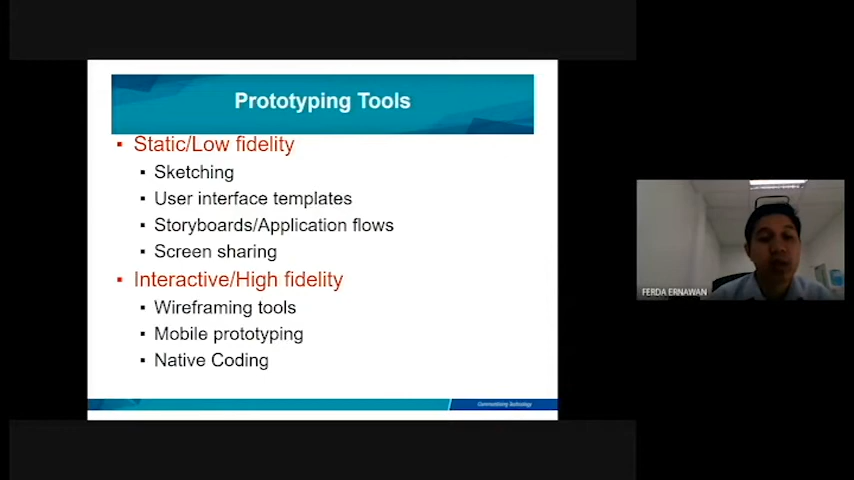 Prototyping Tools
▪ Static/Low fidelity
▪ Sketching
▪ User interface templates
▪ Storyboards/Application flows
▪ Screen sharing
▪ Interactive/High fidelity
▪ Wireframing tools
▪ Mobile prototyping
▪ Native Coding
Communitising Technology
FERDA ERNAWAN